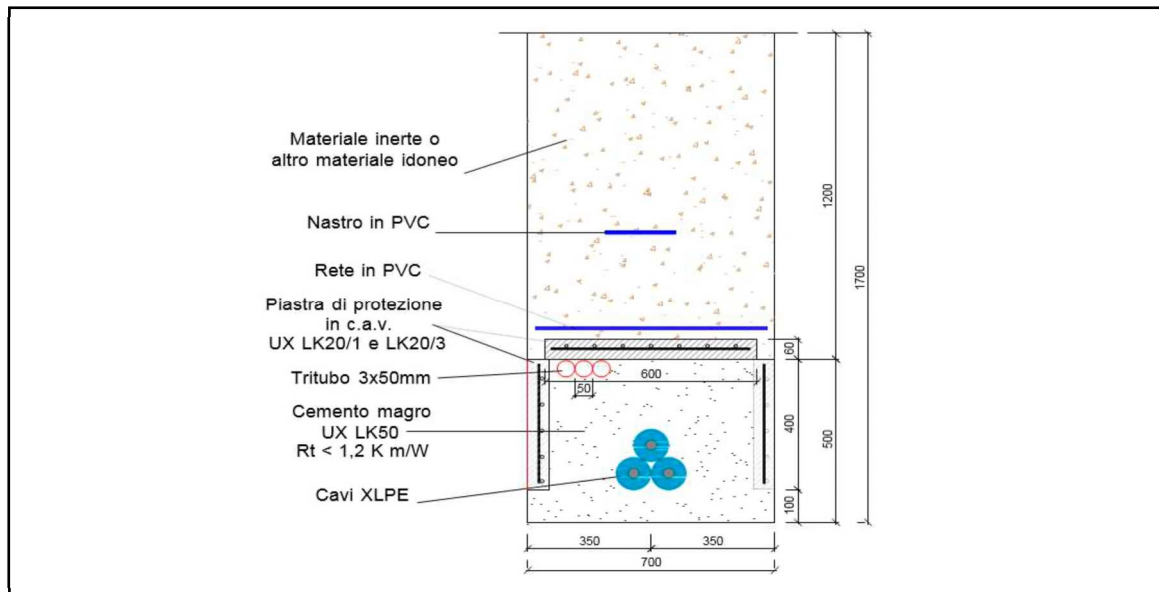 Materiale inerte o
altro materiale idoneo
Nastro in PVC
Rete in PVC
Piastra di protezione
in c.a.v.
UX LK20/1 e LK20/3
Tritubo 3x50mm
Cemento magro
UX LK50
Rt < 1,2 K m/W
Cavi XLPE
1200
1700
60
600
50
400
500
100
350
350
700